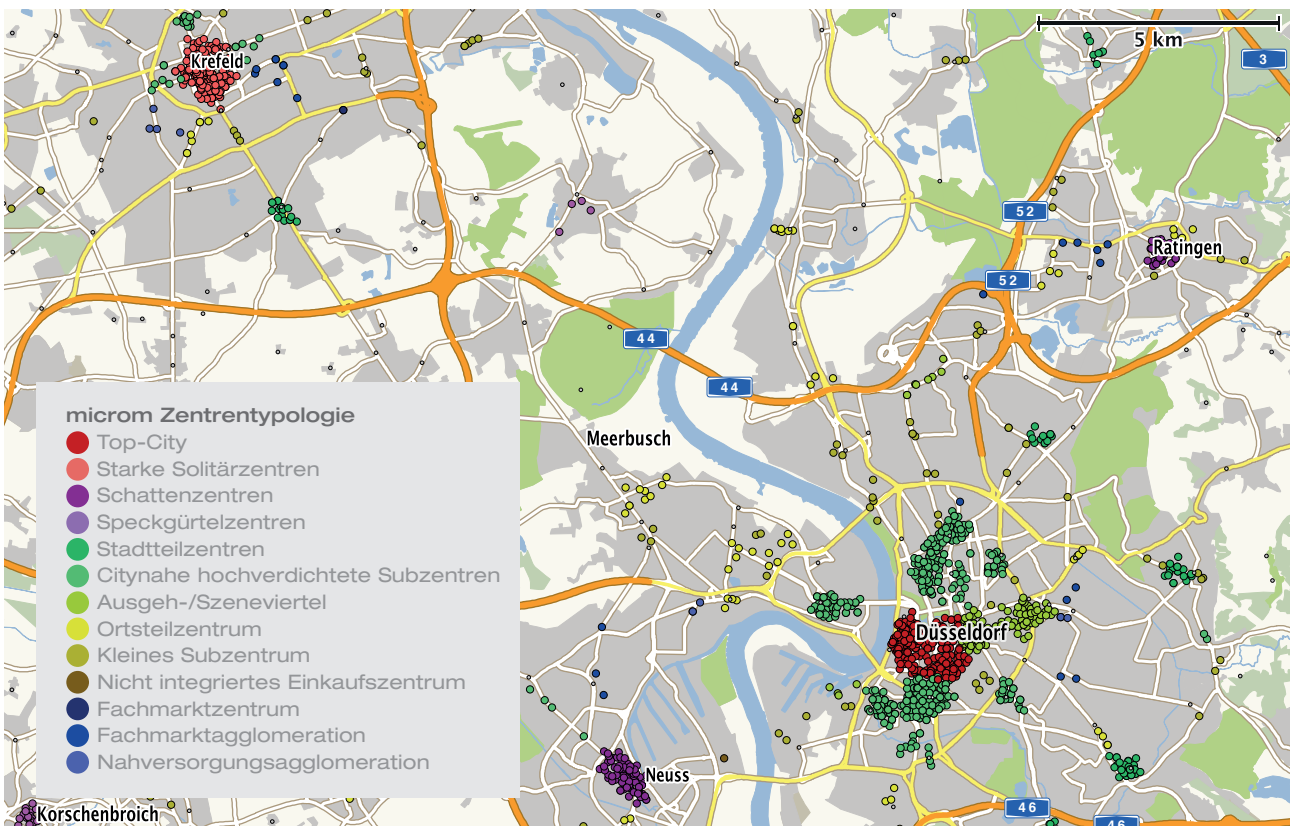 5 km
3
Krefeld
52
Ratingen
52
44
44
microm Zentrentypologie
Top-City
Starke Solitärzentren
Schattenzentren
Speckgürtelzentren
Stadtteilzentren
Citynahe hochverdichtete Subzentren
Ausgeh-/Szeneviertel
Ortsteilzentrum
Kleines Subzentrum
Nicht integriertes Einkaufszentrum
Fachmarktzentrum
Fachmarktagglomeration
Nahversorgungsagglomeration
Meerbusch
Düsseldorf
Neuss
Korschenbroich
46
46